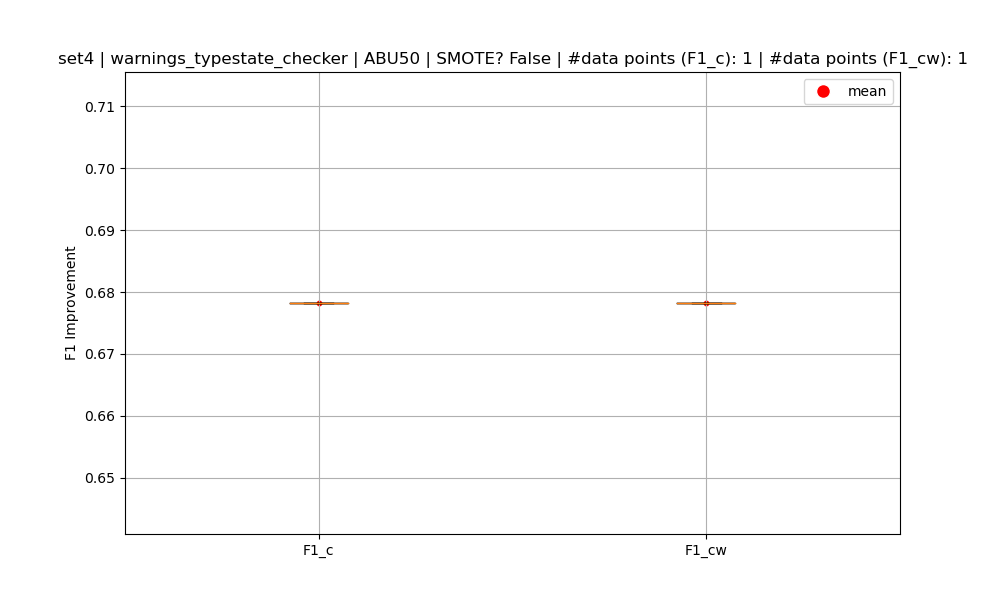 set4 | warnings_typestate_checker | ABU50 | SMOTE? False | #data points (F1_c): 1 | #data points (F1_cw): 1
mean
0.71
0.70
0.69
0.68
0.67
0.66
0.65
F1 Improvement
F1_c
F1_cw